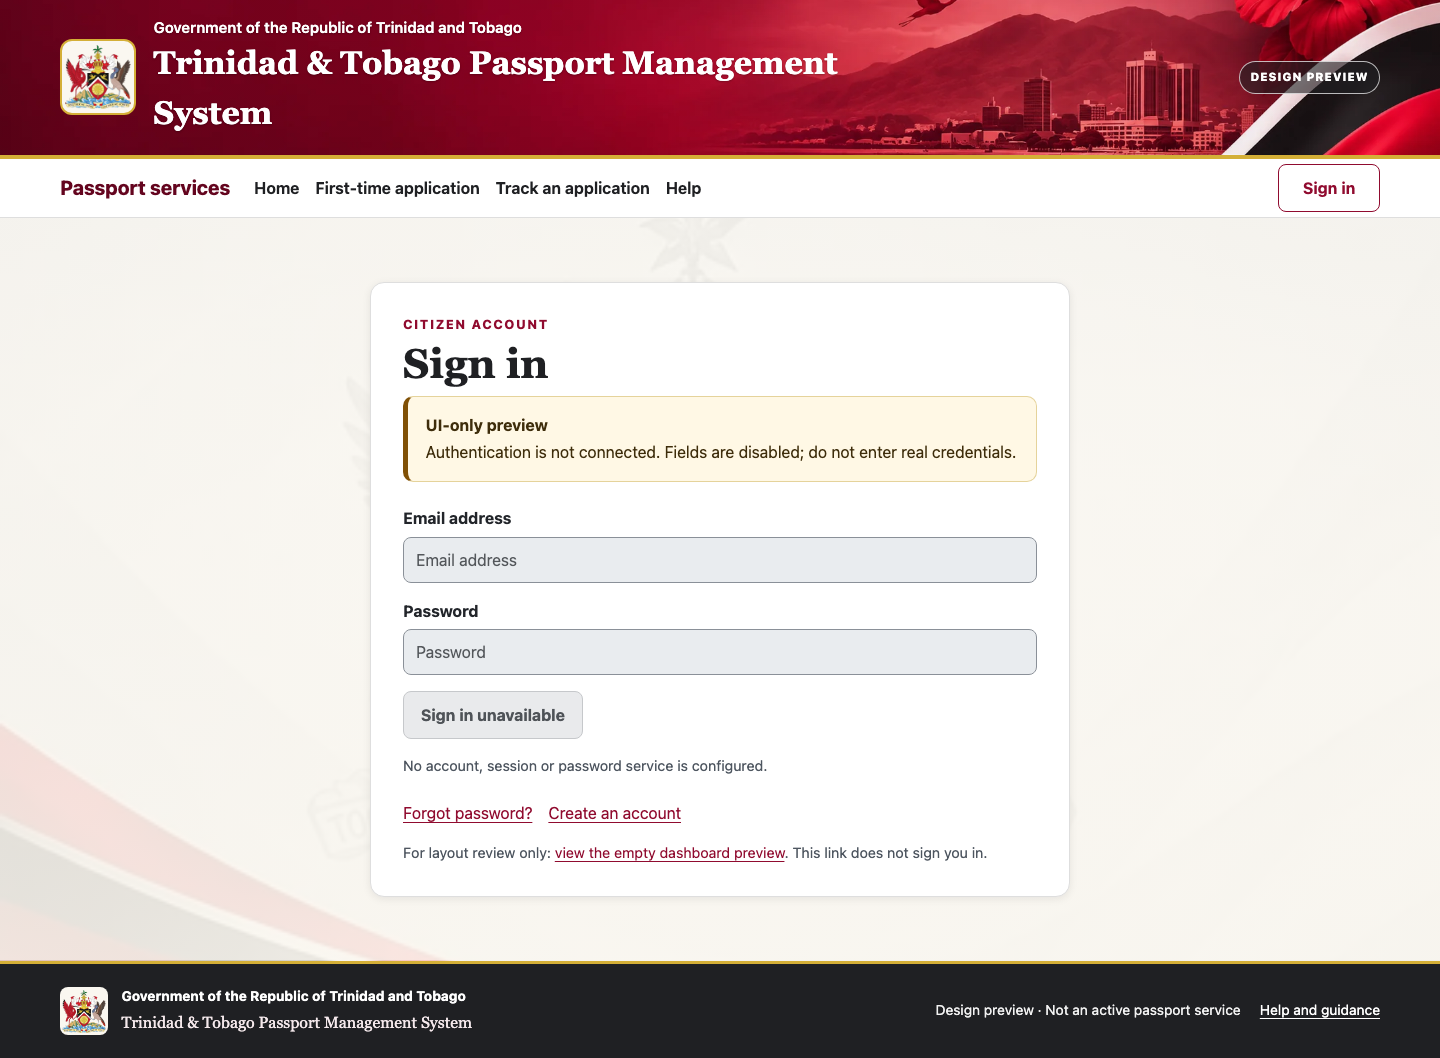 Government of the Republic of Trinidad and Tobago
Trinidad & Tobago Passport Management
System
DESIGN PREVIEW
Passport services
Home
First-time application
Track an application
Help
Sign in
CITIZEN ACCOUNT
Sign in
UI-only preview
Authentication is not connected. Fields are disabled; do not enter real credentials.
Email address
Email address
Password
Password
Sign in unavailable
No account, session or password service is configured.
Forgot password?
Create an account
For layout review only: view the empty dashboard preview. This link does not sign you in.
Government of the Republic of Trinidad and Tobago
Trinidad & Tobago Passport Management System
Design preview · Not an active passport service
Help and guidance